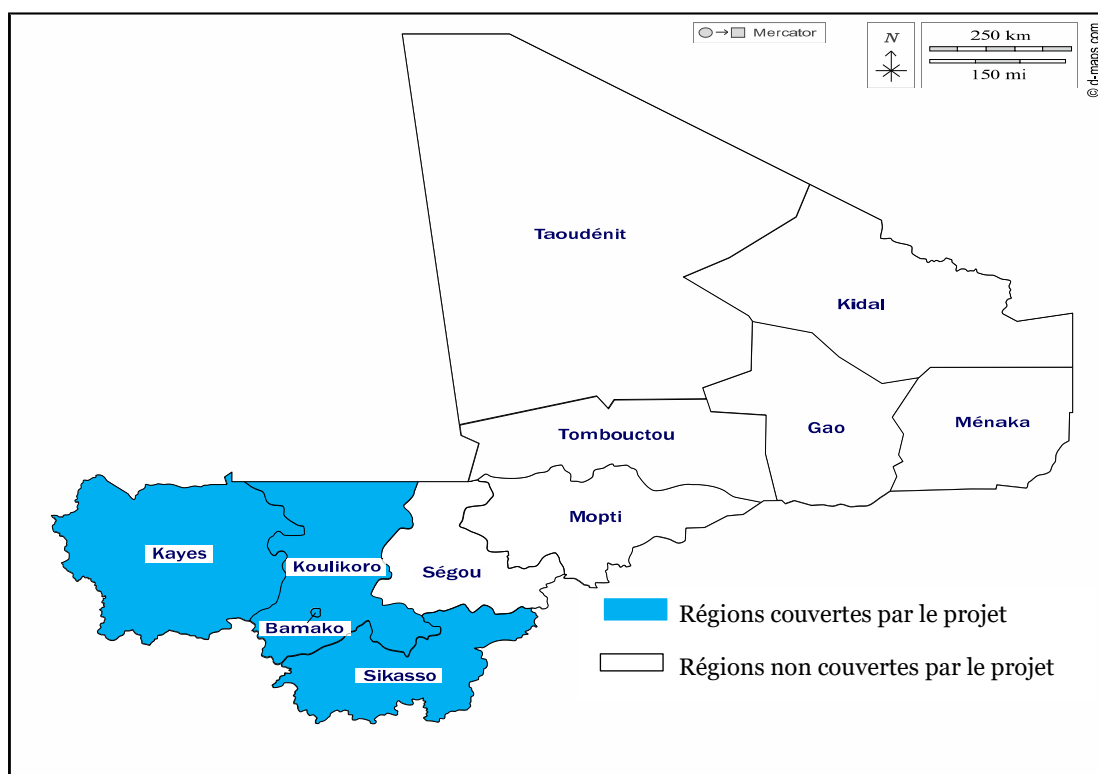 ○→□ Mercator
N
250 km
150 mi
© d-maps.com
Taoudénit
Kidal
Tombouctou
Gao
Ménaka
Mopti
Kayes
Koulikoro
Ségou
Bamako
Sikasso
Régions couvertes par le projet
Régions non couvertes par le projet